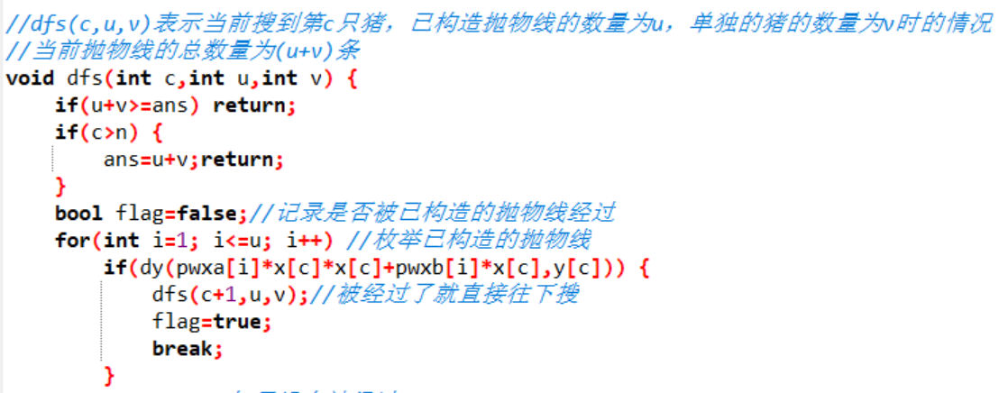 //dfs(c,u,v)表示当前搜到第c只猪，已构造抛物线的数量为u，单独的猪的数量为v时的情况
//当前抛物线的总数量为(u+v)条
void dfs(int c,int u,int v) {
    if(u+v>=ans) return;
    if(c>n) {
        ans=u+v;return;
    }
    bool flag=false;//记录是否被已构造的抛物线经过
    for(int i=1; i<=u; i++) //枚举已构造的抛物线
        if(dy(pwxa[i]*x[c]*x[c]+pwxb[i]*x[c],y[c])) {
            dfs(c+1,u,v);//被经过了就直接往下搜
            flag=true;
            break;
        }